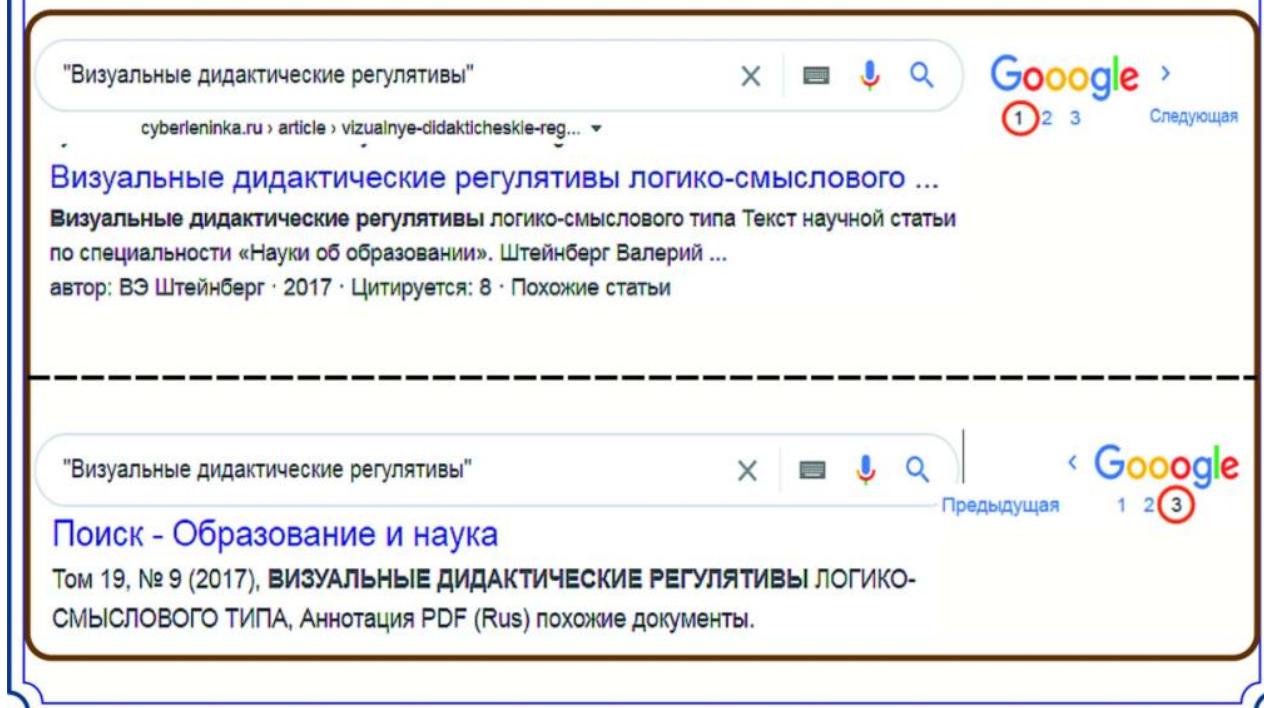 "Визуальные дидактические регулятивы"
Gooogle >
1 2 3 Следующая
cyberleninka.ru › article › vizualnye-didakticheskie-reg...
Визуальные дидактические регулятивы логико-смыслового ...
Визуальные дидактические регулятивы логико-смыслового типа Текст научной статьи
по специальности «Науки об образовании». Штейнберг Валерий ...
автор: ВЭ Штейнберг · 2017 · Цитируется: 8 · Похожие статьи
"Визуальные дидактические регулятивы"
< Gooogle
Предыдущая 1 2 3
Поиск - Образование и наука
Том 19, № 9 (2017), ВИЗУАЛЬНЫЕ ДИДАКТИЧЕСКИЕ РЕГУЛЯТИВЫ ЛОГИКО-
СМЫСЛОВОГО ТИПА, Аннотация PDF (Rus) похожие документы.